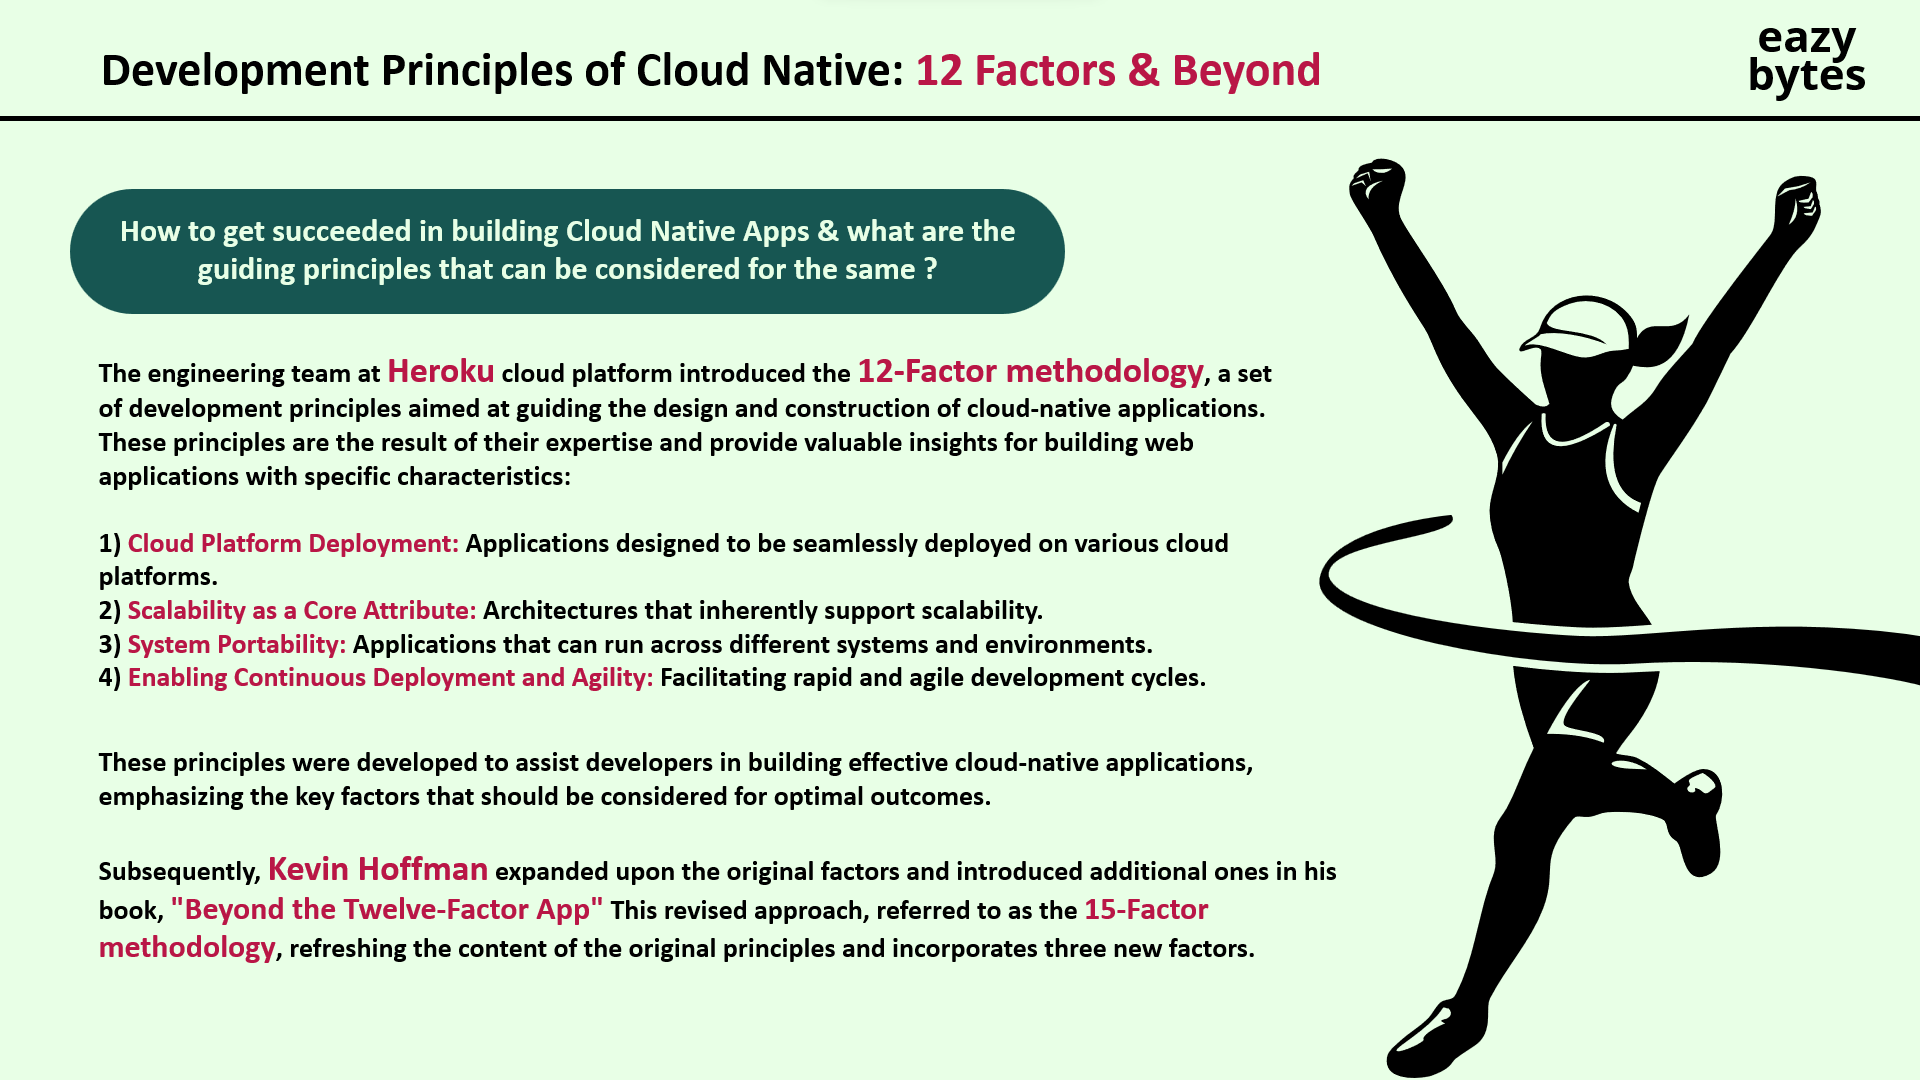 Development Principles of Cloud Native: 12 Factors & Beyond
eazy
bytes
How to get succeeded in building Cloud Native Apps & what are the
guiding principles that can be considered for the same ?
The engineering team at Heroku cloud platform introduced the 12-Factor methodology, a set
of development principles aimed at guiding the design and construction of cloud-native applications.
These principles are the result of their expertise and provide valuable insights for building web
applications with specific characteristics:
1) Cloud Platform Deployment: Applications designed to be seamlessly deployed on various cloud
platforms.
2) Scalability as a Core Attribute: Architectures that inherently support scalability.
3) System Portability: Applications that can run across different systems and environments.
4) Enabling Continuous Deployment and Agility: Facilitating rapid and agile development cycles.
These principles were developed to assist developers in building effective cloud-native applications,
emphasizing the key factors that should be considered for optimal outcomes.
Subsequently, Kevin Hoffman expanded upon the original factors and introduced additional ones in his
book, "Beyond the Twelve-Factor App" This revised approach, referred to as the 15-Factor
methodology, refreshing the content of the original principles and incorporates three new factors.